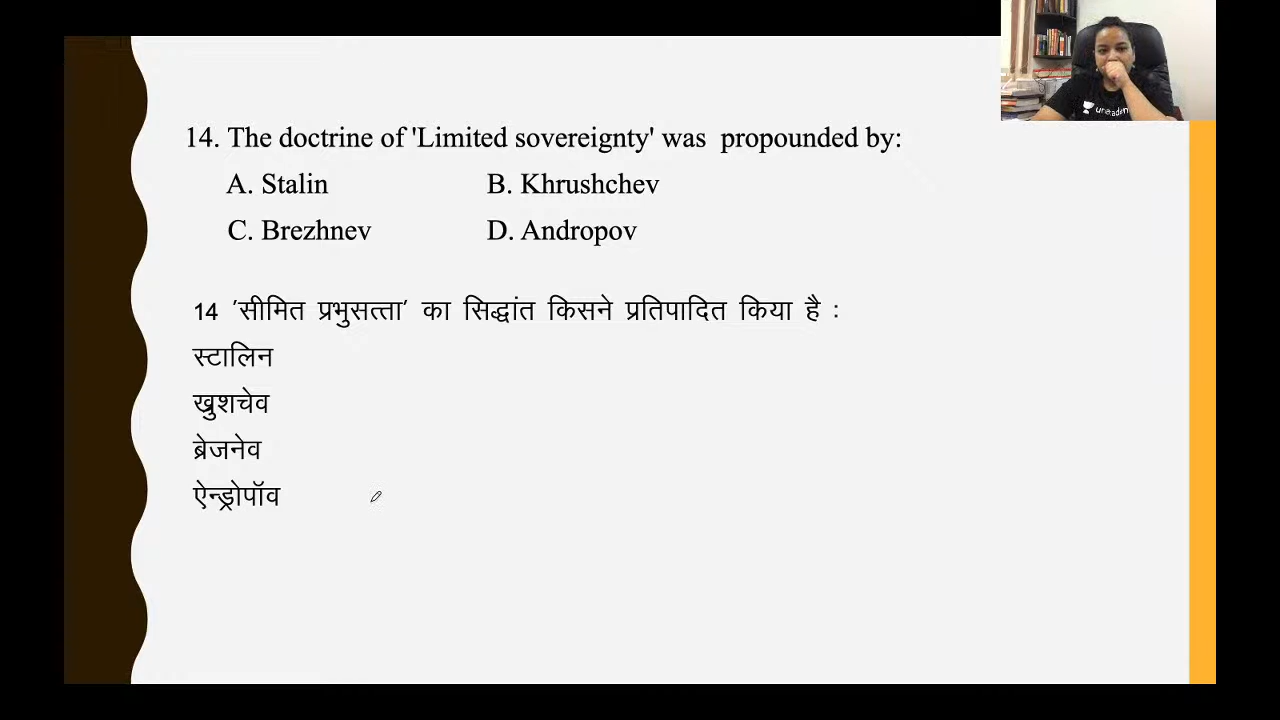 14. The doctrine of 'Limited sovereignty' was propounded by:
A. Stalin B. Khrushchev
C. Brezhnev D. Andropov
14 'सीमित प्रभुसत्ता' का सिद्धांत किसने प्रतिपादित किया है :
स्टालिन
ख्रुशचेव
ब्रेजनेव
ऐन्ड्रोपॉव